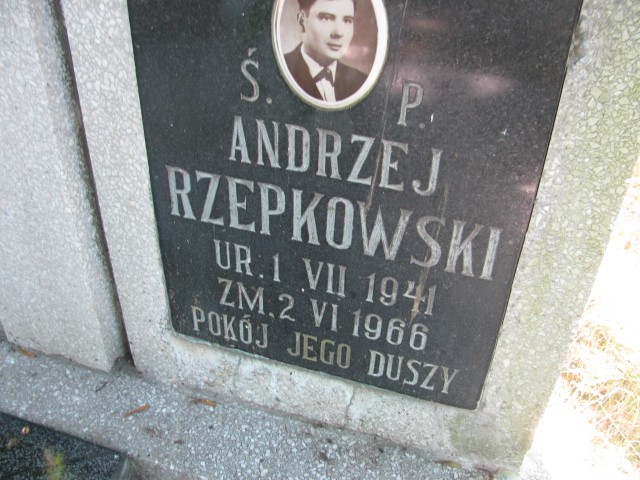 Ś. P.
ANDRZEJ
RZEPKOWSKI
UR. 1 VII 1941
ZM. 2 VI 1966
POKÓJ JEGO DUSZY